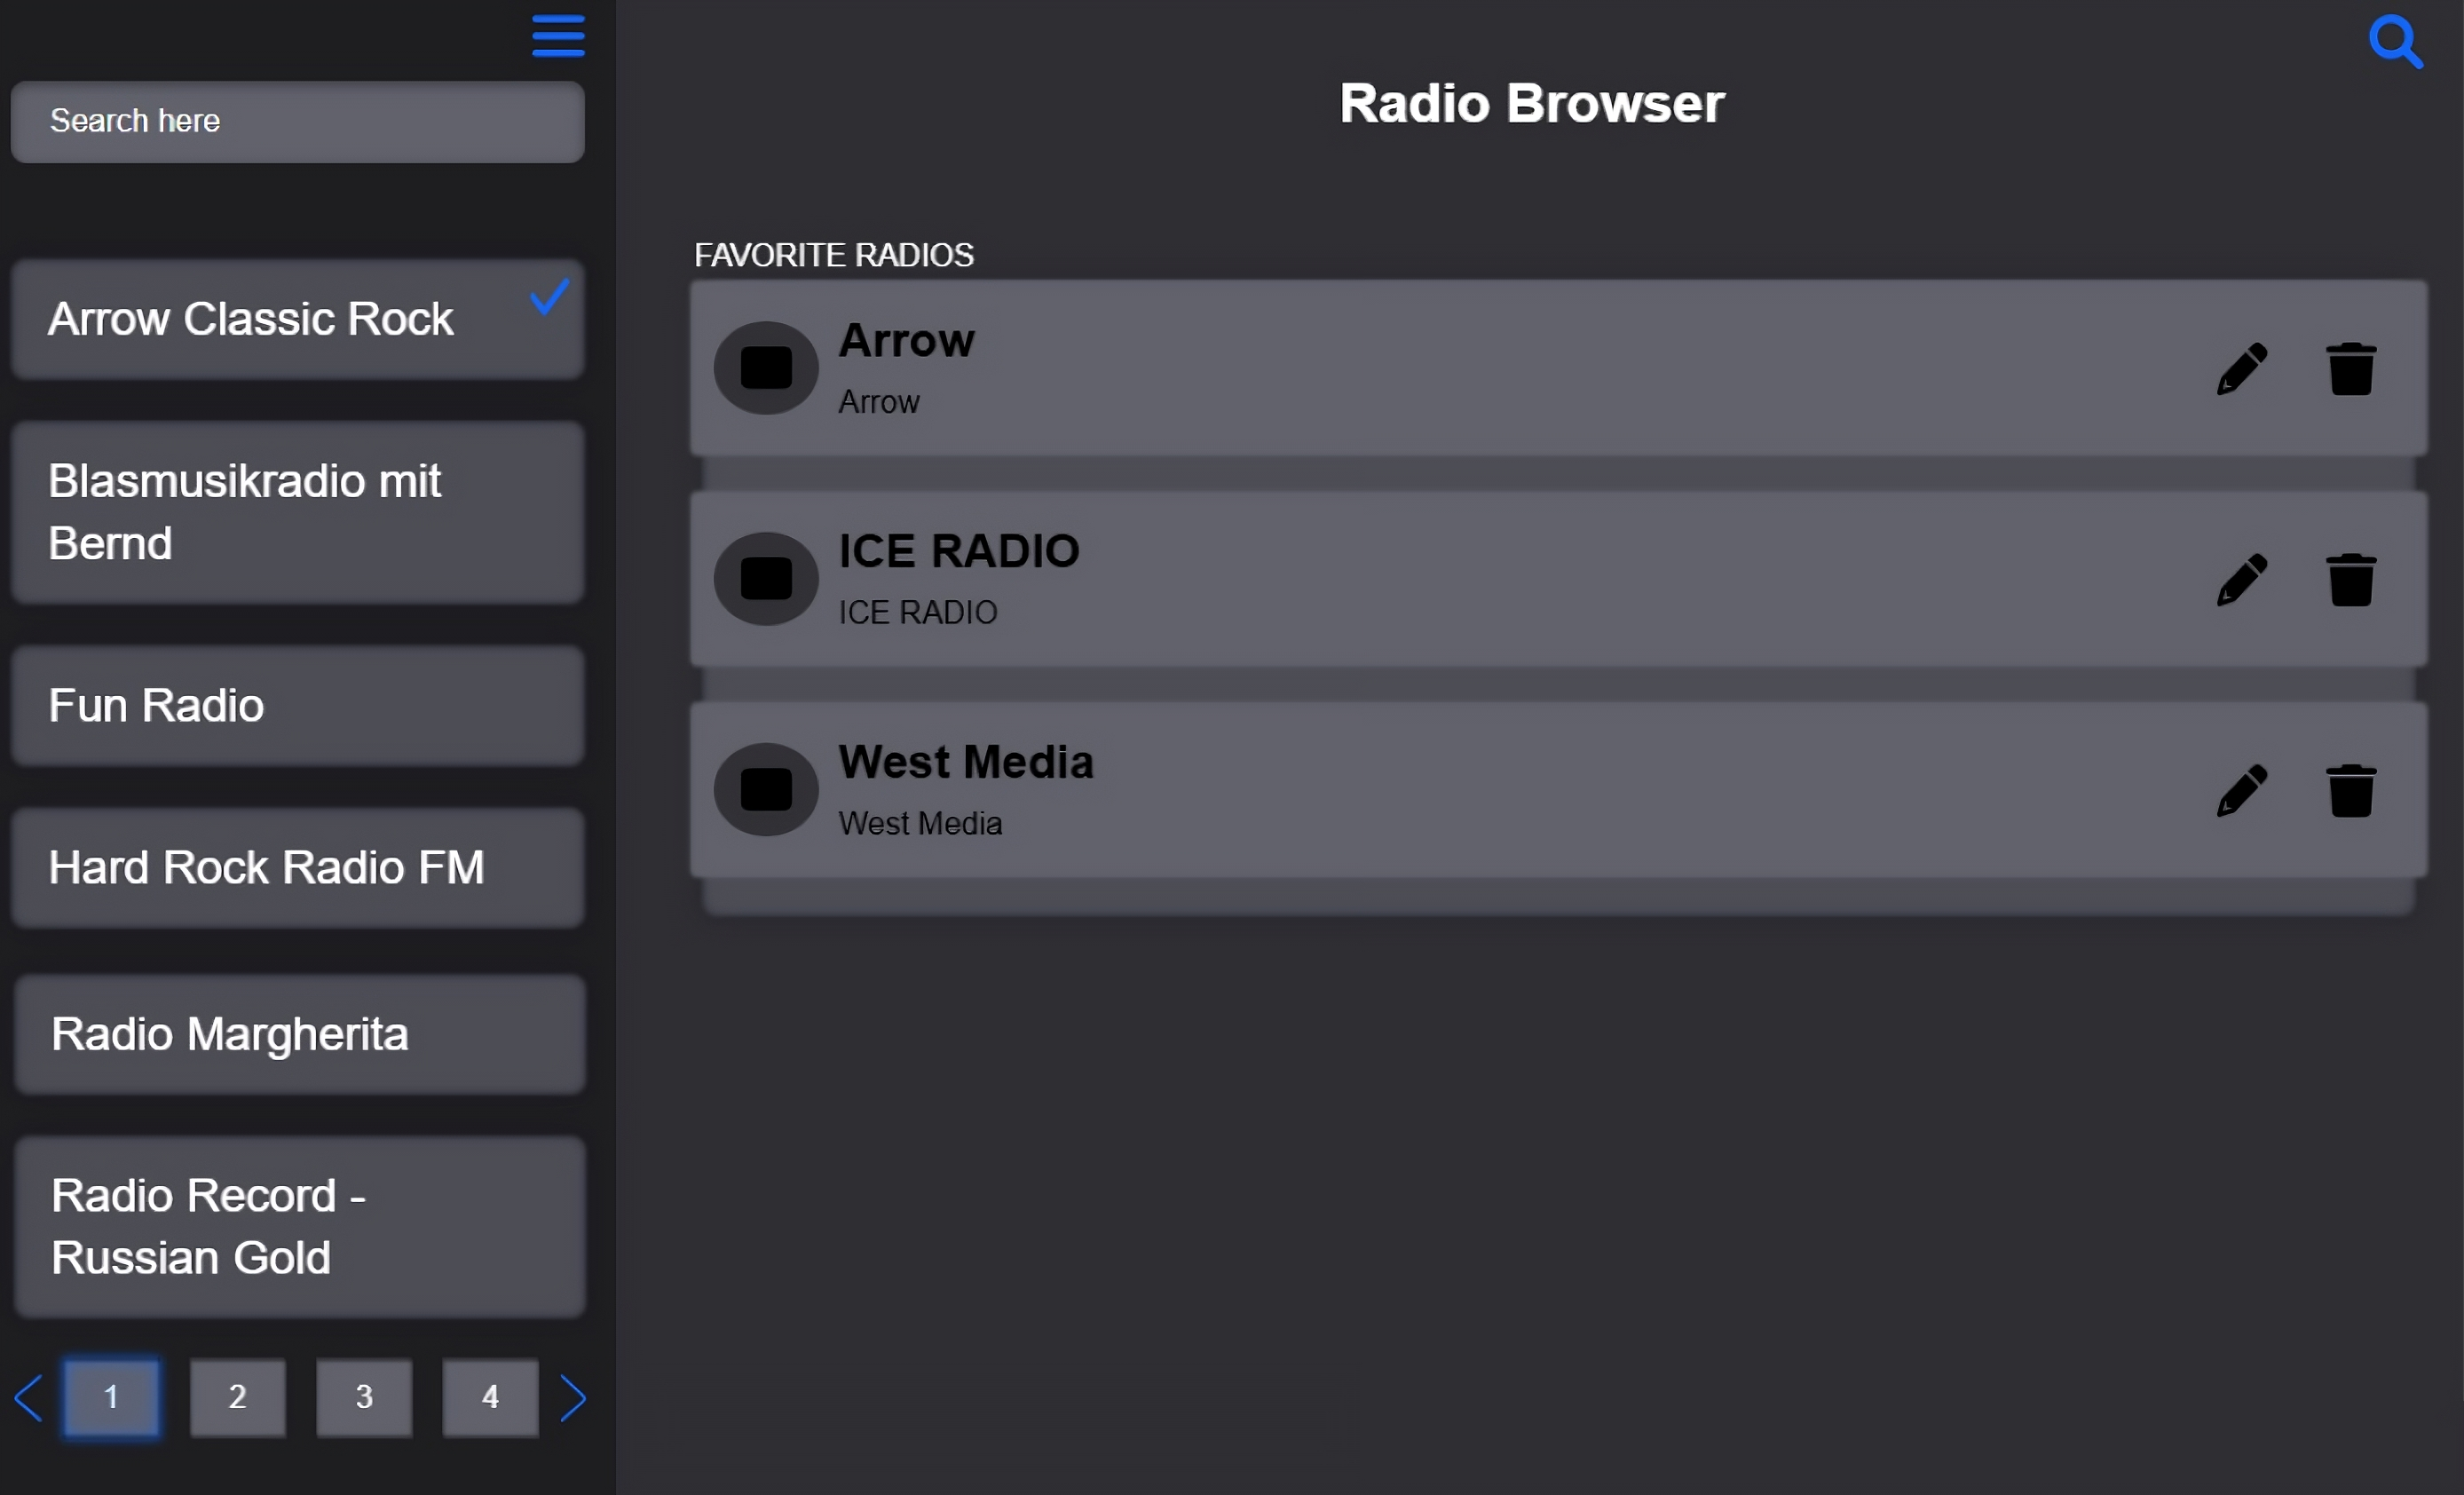 Search here
Arrow Classic Rock
Blasmusikradio mit
Bernd
Fun Radio
Hard Rock Radio FM
Radio Margherita
Radio Record -
Russian Gold
1
2
3
4
Radio Browser
FAVORITE RADIOS
Arrow
Arrow
ICE RADIO
ICE RADIO
West Media
West Media